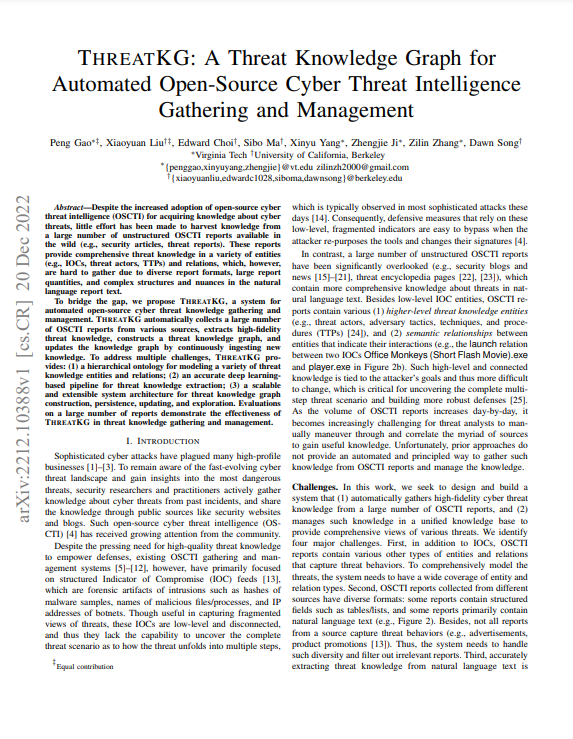 THREATKG: A Threat Knowledge Graph for
Automated Open-Source Cyber Threat Intelligence
Gathering and Management
Peng Gao*‡, Xiaoyuan Liu†‡, Edward Choi†, Sibo Ma†, Xinyu Yang*, Zhengjie Ji*, Zilin Zhang*, Dawn Song†
*Virginia Tech †University of California, Berkeley
*{penggao,xinyuyang,zhengjie}@vt.edu zilinzh2000@gmail.com
†{xiaoyuanliu,edwardc1028,siboma,dawnsong}@berkeley.edu
arXiv:2212.10388v1 [cs.CR] 20 Dec 2022
Abstract—Despite the increased adoption of open-source cyber
threat intelligence (OSCTI) for acquiring knowledge about cyber
threats, little effort has been made to harvest knowledge from
a large number of unstructured OSCTI reports available in
the wild (e.g., security articles, threat reports). These reports
provide comprehensive threat knowledge in a variety of entities
(e.g., IOCs, threat actors, TTPs) and relations, which, however,
are hard to gather due to diverse report formats, large report
quantities, and complex structures and nuances in the natural
language report text.
To bridge the gap, we propose THREATKG, a system for
automated open-source cyber threat knowledge gathering and
management. THREATKG automatically collects a large number
of OSCTI reports from various sources, extracts high-fidelity
threat knowledge, constructs a threat knowledge graph, and
updates the knowledge graph by continuously ingesting new
knowledge. To address multiple challenges, THREATKG pro-
vides: (1) a hierarchical ontology for modeling a variety of threat
knowledge entities and relations; (2) an accurate deep learning-
based pipeline for threat knowledge extraction; (3) a scalable
and extensible system architecture for threat knowledge graph
construction, persistence, updating, and exploration. Evaluations
on a large number of reports demonstrate the effectiveness of
THREATKG in threat knowledge gathering and management.
I. INTRODUCTION
Sophisticated cyber attacks have plagued many high-profile
businesses [1]–[3]. To remain aware of the fast-evolving cyber
threat landscape and gain insights into the most dangerous
threats, security researchers and practitioners actively gather
knowledge about cyber threats from past incidents, and share
the knowledge through public sources like security websites
and blogs. Such open-source cyber threat intelligence (OS-
CTI) [4] has received growing attention from the community.
Despite the pressing need for high-quality threat knowledge
to empower defenses, existing OSCTI gathering and man-
agement systems [5]–[12], however, have primarily focused
on structured Indicator of Compromise (IOC) feeds [13],
which are forensic artifacts of intrusions such as hashes of
malware samples, names of malicious files/processes, and IP
addresses of botnets. Though useful in capturing fragmented
views of threats, these IOCs are low-level and disconnected,
and thus they lack the capability to uncover the complete
threat scenario as to how the threat unfolds into multiple steps,
‡Equal contribution
which is typically observed in most sophisticated attacks these
days [14]. Consequently, defensive measures that rely on these
low-level, fragmented indicators are easy to bypass when the
attacker re-purposes the tools and changes their signatures [4].
In contrast, a large number of unstructured OSCTI reports
have been significantly overlooked (e.g., security blogs and
news [15]–[21], threat encyclopedia pages [22], [23]), which
contain more comprehensive knowledge about threats in nat-
ural language text. Besides low-level IOC entities, OSCTI re-
ports contain various (1) higher-level threat knowledge entities
(e.g., threat actors, adversary tactics, techniques, and proce-
dures (TTPs) [24]), and (2) semantic relationships between
entities that indicate their interactions (e.g., the launch relation
between two IOCs Office Monkeys (Short Flash Movie).exe
and player.exe in Figure 2b). Such high-level and connected
knowledge is tied to the attacker's goals and thus more difficult
to change, which is critical for uncovering the complete multi-
step threat scenario and building more robust defenses [25].
As the volume of OSCTI reports increases day-by-day, it
becomes increasingly challenging for threat analysts to man-
ually maneuver through and correlate the myriad of sources
to gain useful knowledge. Unfortunately, prior approaches do
not provide an automated and principled way to gather such
knowledge from OSCTI reports and manage the knowledge.
Challenges. In this work, we seek to design and build a
system that (1) automatically gathers high-fidelity cyber threat
knowledge from a large number of OSCTI reports, and (2)
manages such knowledge in a unified knowledge base to
provide comprehensive views of various threats. We identify
four major challenges. First, in addition to IOCs, OSCTI
reports contain various other types of entities and relations
that capture threat behaviors. To comprehensively model the
threats, the system needs to have a wide coverage of entity and
relation types. Second, OSCTI reports collected from different
sources have diverse formats: some reports contain structured
fields such as tables/lists, and some reports primarily contain
natural language text (e.g., Figure 2). Besides, not all reports
from a source capture threat behaviors (e.g., advertisements,
product promotions [13]). Thus, the system needs to handle
such diversity and filter out irrelevant reports. Third, accurately
extracting threat knowledge from natural language text is